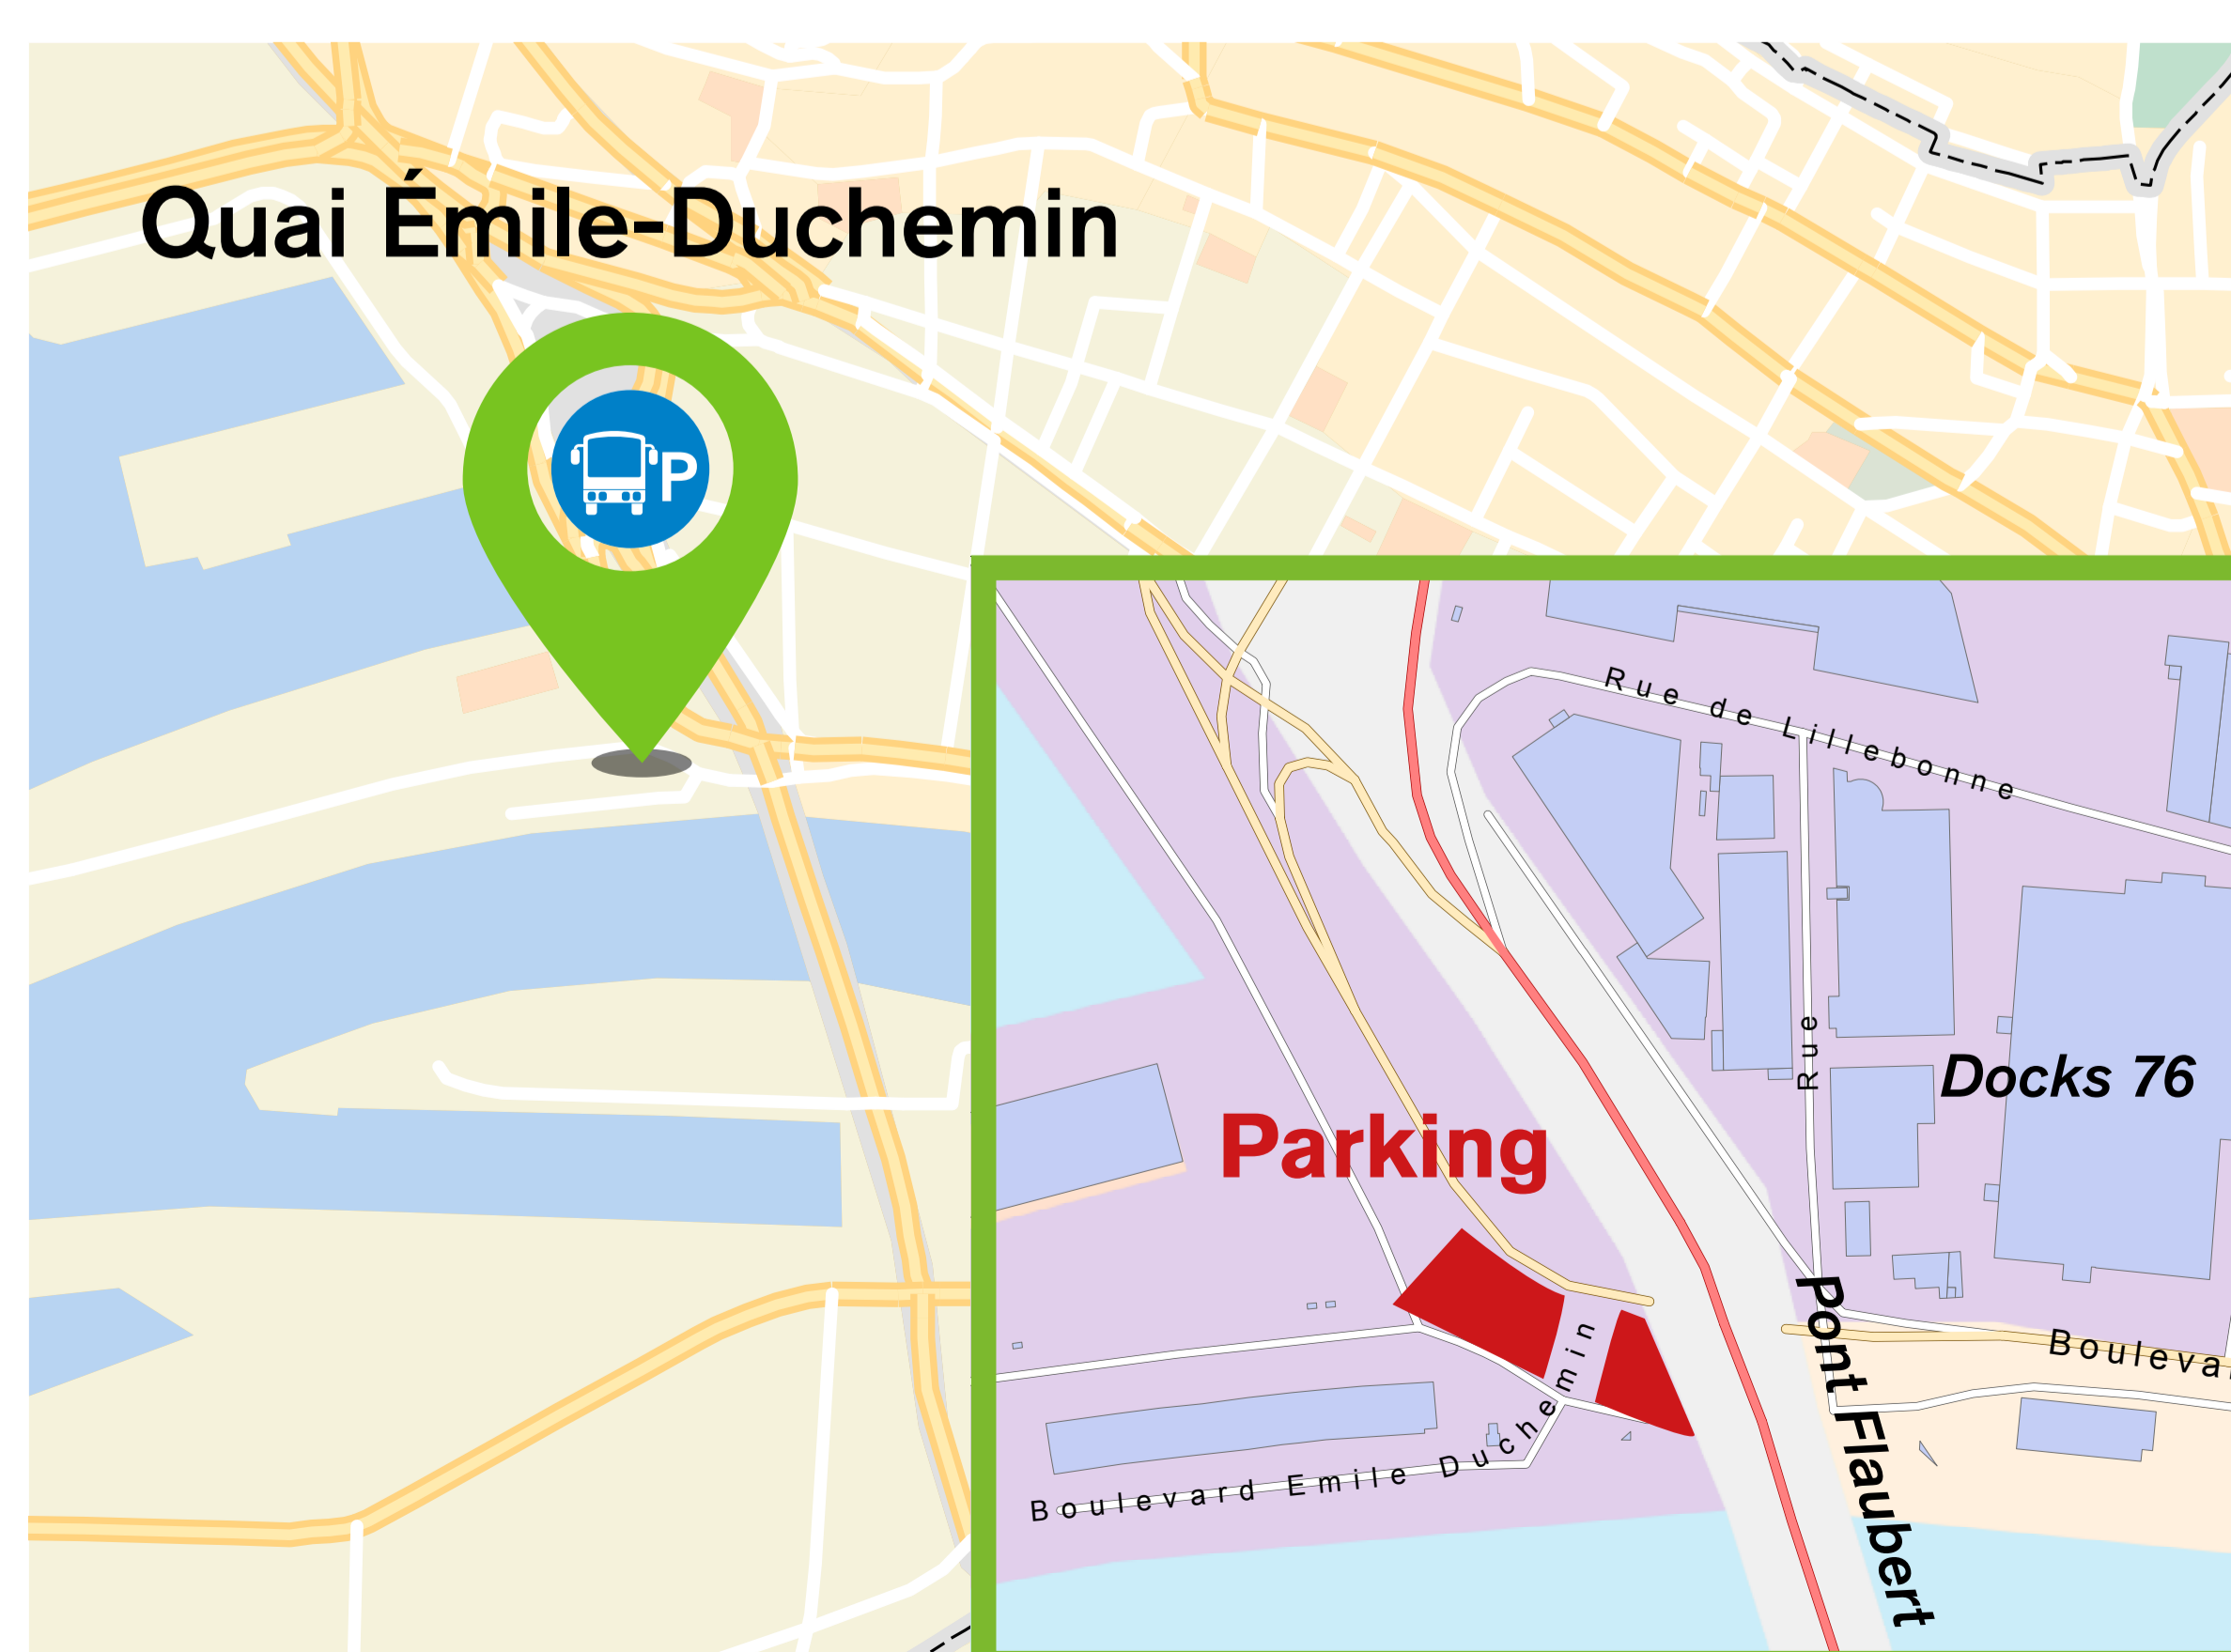 Quai Émile-Duchemin
P
Rue de Lillebonne
Rue
Docks 76
Parking
Pont Flaubert
Bouleva
Boulevard Emile Duchemin